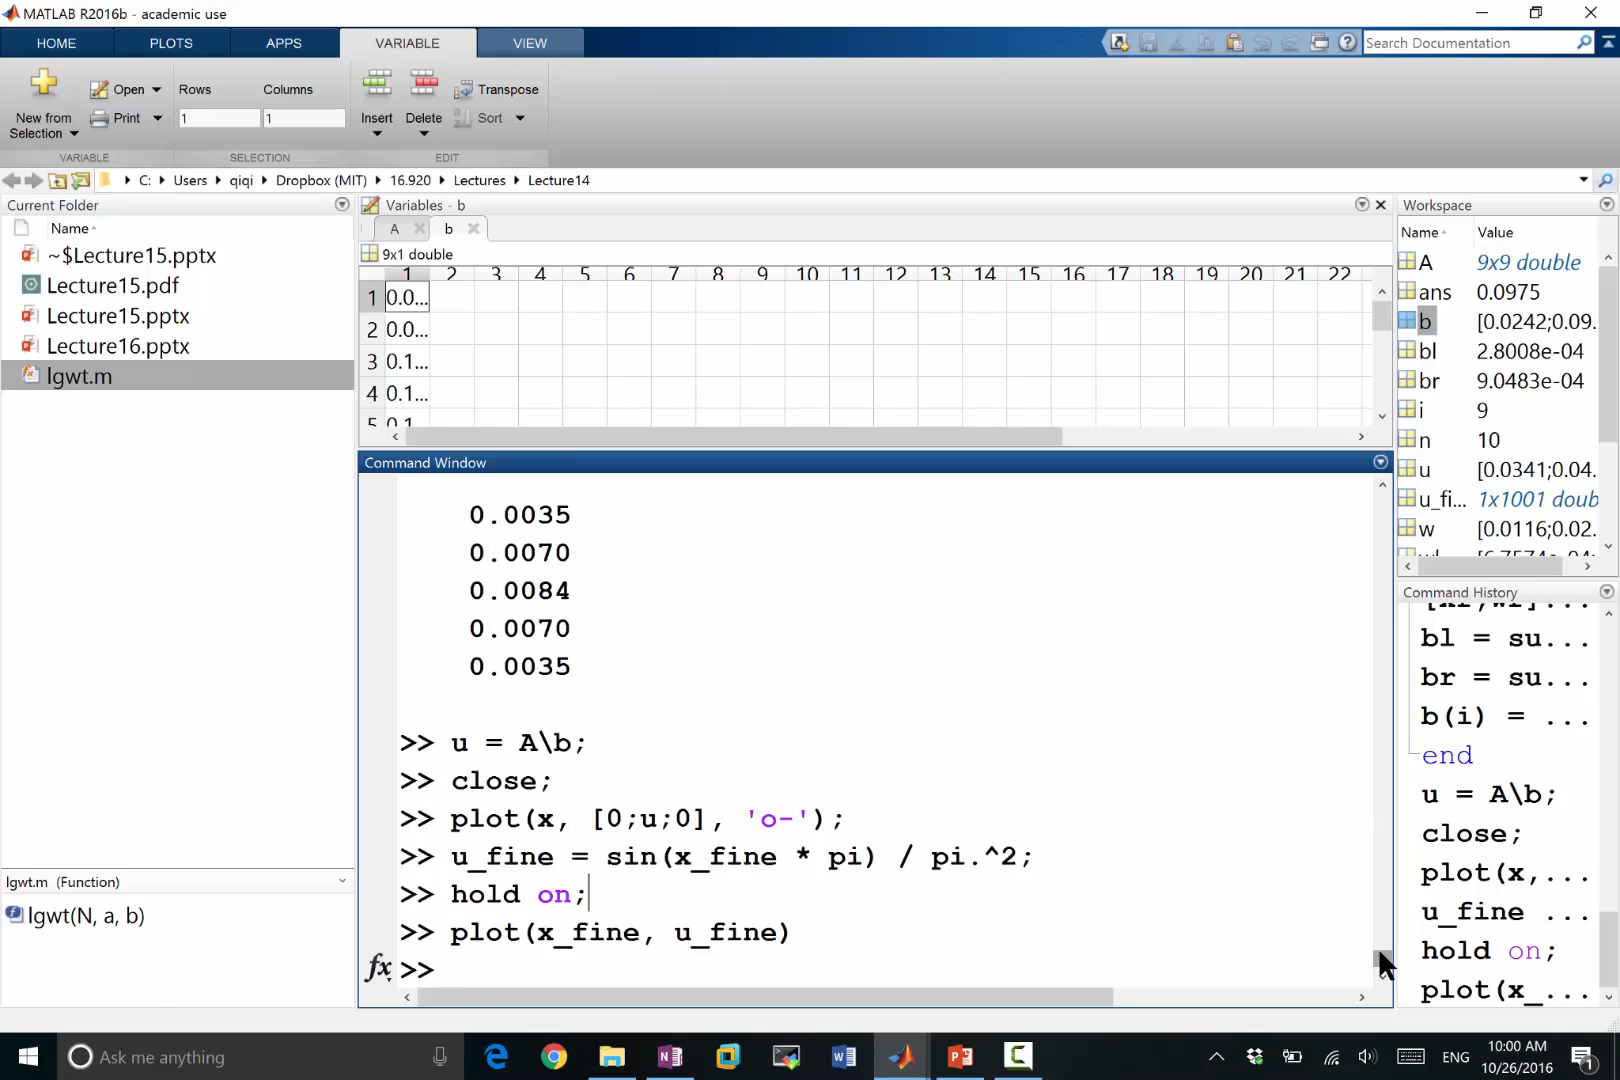 MATLAB R2016b - academic use
HOME PLOTS APPS VARIABLE VIEW
Search Documentation
New from Selection
Open
Print
Rows Columns
1 1
Insert
Delete
Transpose
Sort
VARIABLE SELECTION EDIT
C: Users qiqi Dropbox (MIT) 16.920 Lectures Lecture14
Current Folder
Name
~$Lecture15.pptx
Lecture15.pdf
Lecture15.pptx
Lecture16.pptx
lgwt.m
lgwt.m (Function)
lgwt(N, a, b)
Variables - b
A b
9x1 double
1 2 3 4 5 6 7 8 9 10 11 12 13 14 15 16 17 18 19 20 21 22
1 0.0...
2 0.0...
3 0.1...
4 0.1...
5 0.1
Command Window
0.0035
0.0070
0.0084
0.0070
0.0035
>> u = A\b;
>> close;
>> plot(x, [0;u;0], 'o-');
>> u_fine = sin(x_fine * pi) / pi.^2;
>> hold on;
>> plot(x_fine, u_fine)
fx >>
Workspace
Name Value
A 9x9 double
ans 0.0975
b [0.0242;0.09.
bl 2.8008e-04
br 9.0483e-04
i 9
n 10
u [0.0341;0.04.
u_fi... 1x1001 doub
w [0.0116;0.02.
Command History
bl = su...
br = su...
b(i) = ...
end
u = A\b;
close;
plot(x,...
u_fine ...
hold on;
plot(x_...
Ask me anything
ENG
10:00 AM
10/26/2016
1